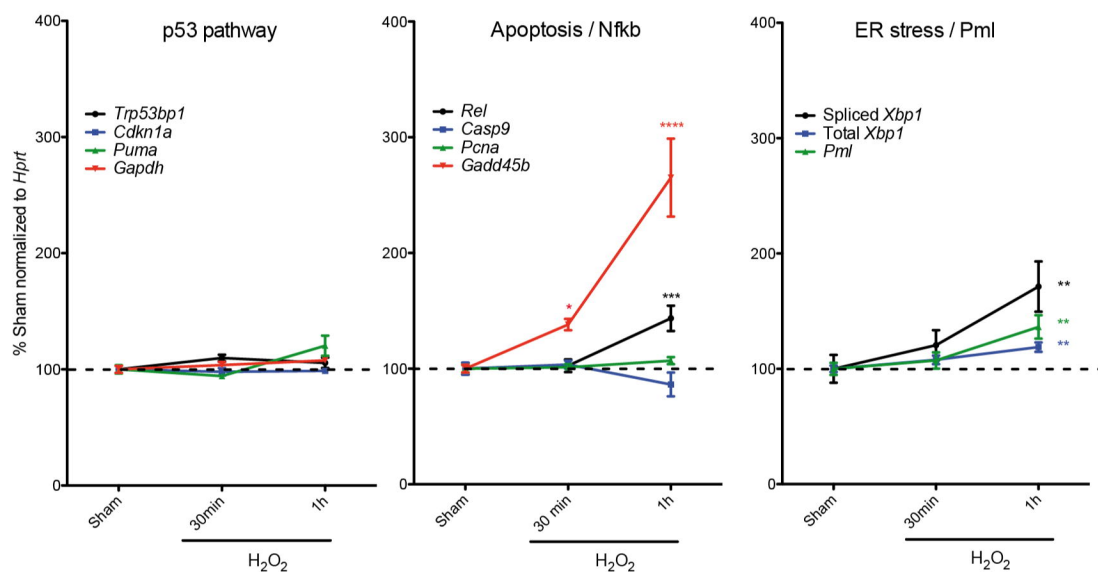 % Sham normalized to Hprt
p53 pathway
400
300
200
100
0
Trp53bp1
Cdkn1a
Puma
Gapdh
Sham
30min
1h
H₂O₂
Apoptosis / Nfkb
400
300
200
100
0
Rel
Casp9
Pcna
Gadd45b
****
*
***
Sham
30 min
1h
H₂O₂
ER stress / Pml
400
300
200
100
0
Spliced Xbp1
Total Xbp1
Pml
**
**
**
Sham
30min
1h
H₂O₂